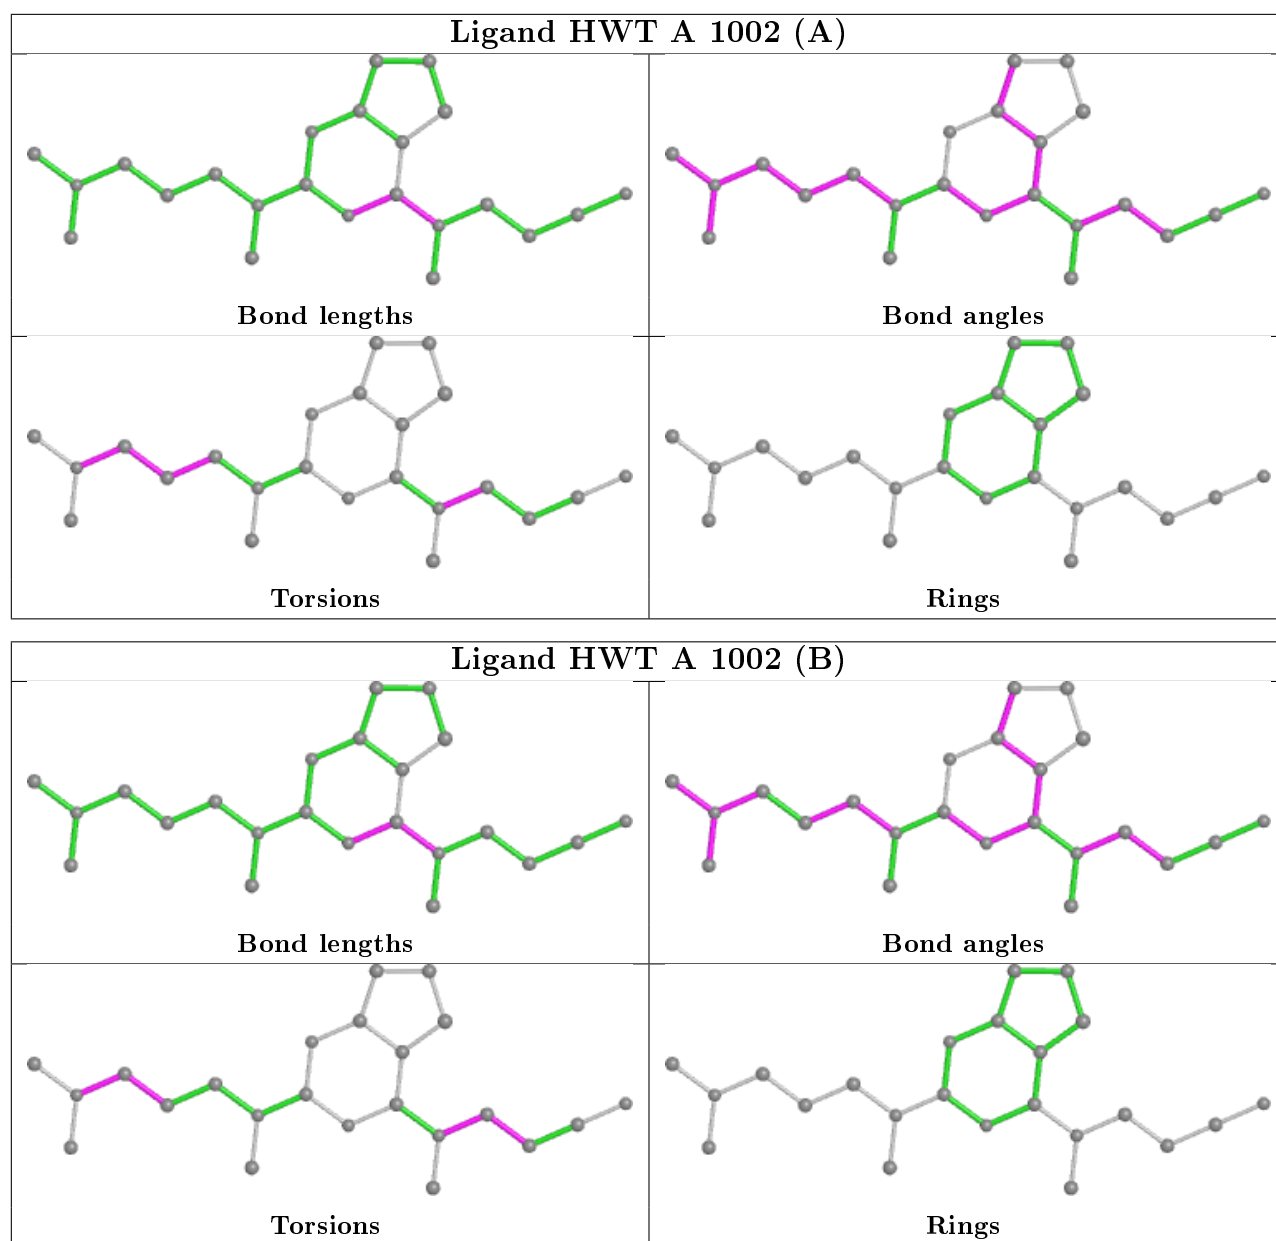 Ligand HWT A 1002 (A)
Bond lengths
Bond angles
Torsions
Rings
Ligand HWT A 1002 (B)
Bond lengths
Bond angles
Torsions
Rings